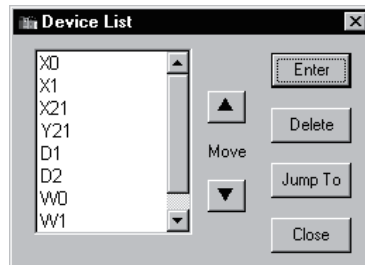 Device List
X0
X1
X21
Y21
D1
D2
W0
W1
Move
Enter
Delete
Jump To
Close